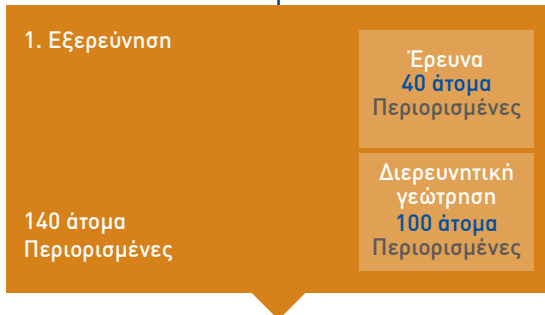 1. Εξερεύνηση
140 άτομα
Περιορισμένες
Έρευνα
40 άτομα
Περιορισμένες
Διερευνητική
γεώτρηση
100 άτομα
Περιορισμένες